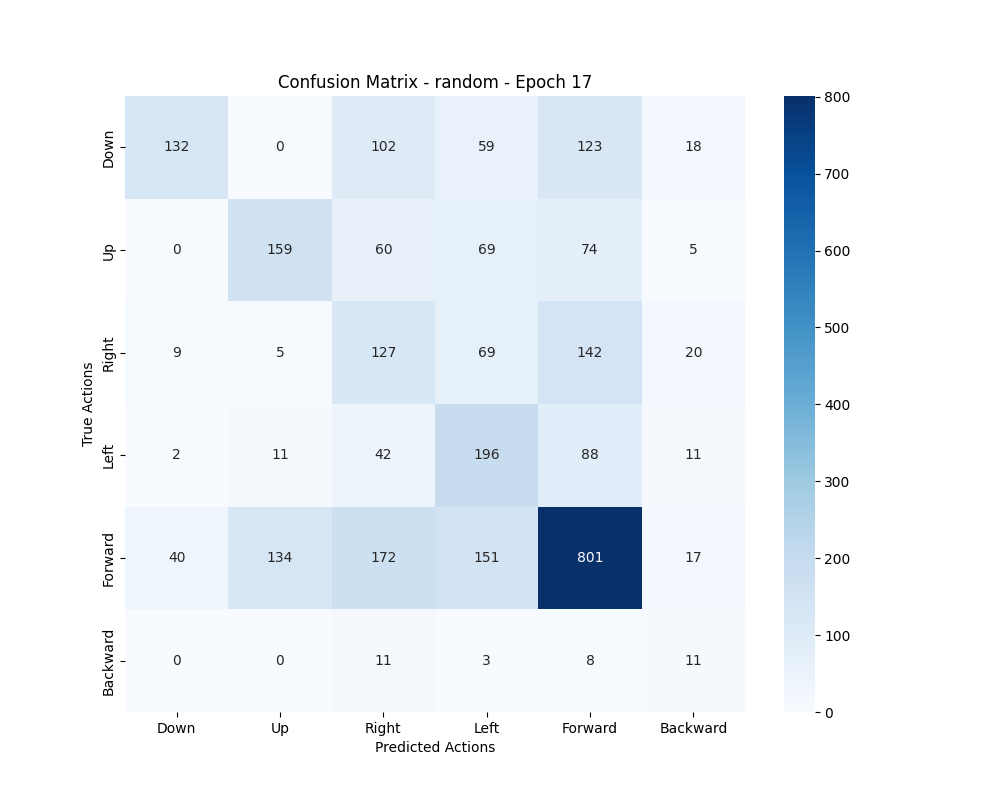 Confusion Matrix - random - Epoch 17
True Actions
Down 132 0 102 59 123 18
Up 0 159 60 69 74 5
Right 9 5 127 69 142 20
Left 2 11 42 196 88 11
Forward 40 134 172 151 801 17
Backward 0 0 11 3 8 11
Down Up Right Left Forward Backward
Predicted Actions
800
700
600
500
400
300
200
100
0